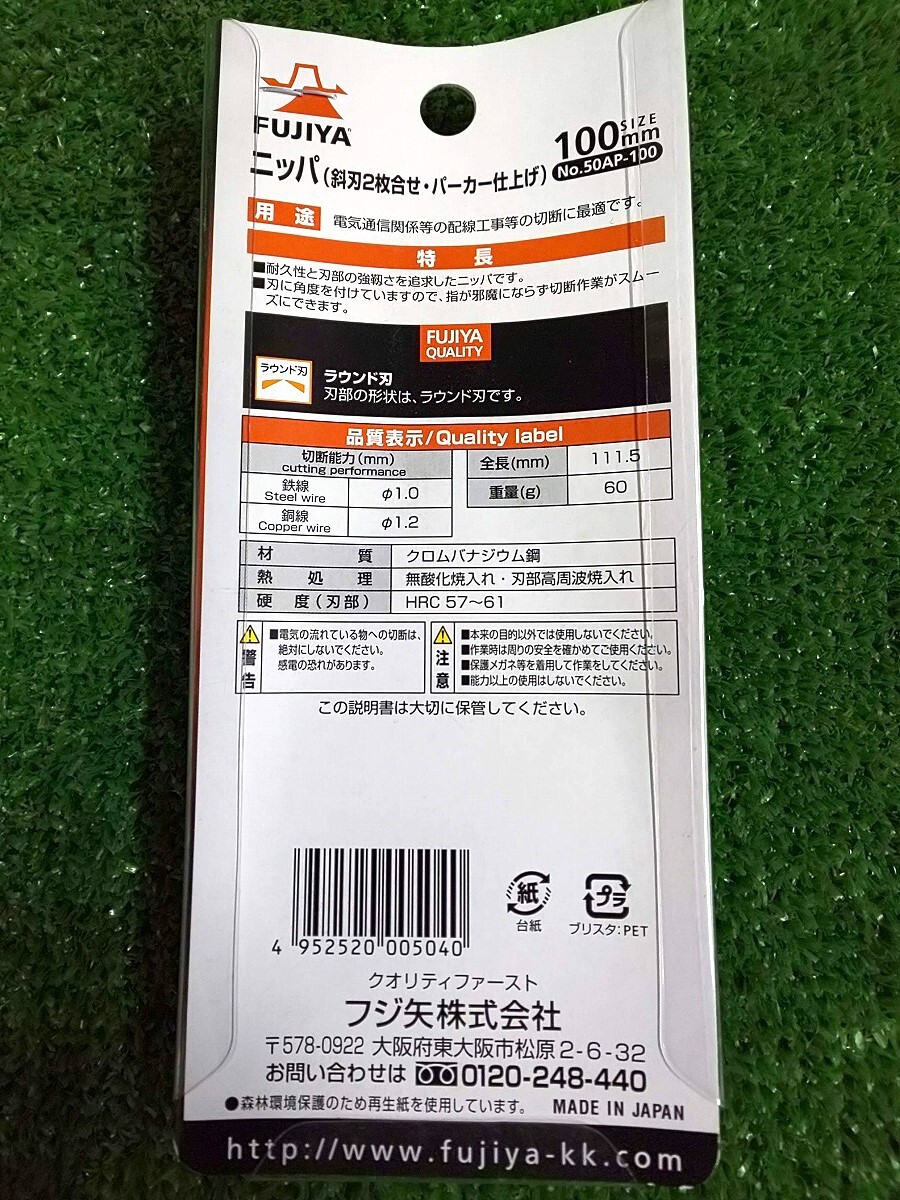 FUJIYA
SIZE
100mm
No.50AP-100
ニッパ(斜刃2枚合せ・パーカー仕上げ)
用途 電気通信関係等の配線工事等の切断に最適です。
特長
■耐久性と刃部の強靱さを追求したニッパです。
■刃に角度を付けていますので、指が邪魔にならず切断作業がスムー
ズにできます。
FUJIYA
QUALITY
ラウンド刃
ラウンド刃
刃部の形状は、ラウンド刃です。
品質表示/Quality label
切断能力(mm)
cutting performance
鉄線
Steel wire
φ1.0
銅線
Copper wire
φ1.2
全長(mm) 111.5
重量(g) 60
材質 クロムバナジウム鋼
熱処理 無酸化焼入れ・刃部高周波焼入れ
硬度(刃部) HRC 57~61
警告
■電気の流れている物への切断は、
絶対にしないでください。
感電の恐れがあります。
注意
■本来の目的以外では使用しないでください。
■作業時は周りの安全を確かめてご使用ください。
■保護メガネ等を着用して作業をしてください。
■能力以上の使用はしないでください。
この説明書は大切に保管してください。
4 952520 005040
紙
台紙
プラ
ブリスタ:PET
クオリティファースト
フジ矢株式会社
〒578-0922 大阪府東大阪市松原2-6-32
お問い合わせは 0120-248-440
●森林環境保護のため再生紙を使用しています。 MADE IN JAPAN
http://www.fujiya-kk.com